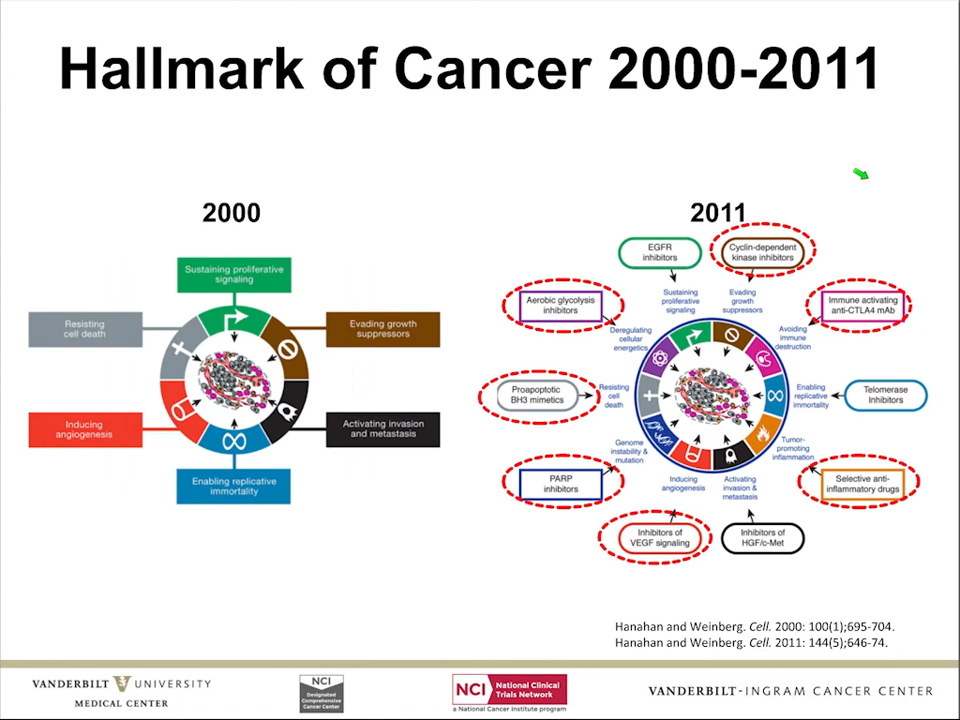 Hallmark of Cancer 2000-2011
2000
Sustaining proliferative
signaling
Resisting
cell death
Evading growth
suppressors
Inducing
angiogenesis
Activating invasion
and metastasis
Enabling replicative
immortality
2011
EGFR
inhibitors
Cyclin-dependent
kinase inhibitors
Sustaining
proliferative
signaling
Evading
growth
suppressors
Aerobic glycolysis
inhibitors
Immune activating
anti-CTLA4 mAb
Deregulating
cellular
energetics
Avoiding
immune
destruction
Proapoptotic
BH3 mimetics
Resisting
cell
death
Enabling
replicative
immortality
Telomerase
Inhibitors
Genome
instability &
mutation
Tumor-
promoting
inflammation
PARP
inhibitors
Inducing
angiogenesis
Activating
invasion &
metastasis
Selective anti-
inflammatory drugs
Inhibitors of
VEGF signaling
Inhibitors of
HGF/c-Met
Hanahan and Weinberg. Cell. 2000: 100(1);695-704.
Hanahan and Weinberg. Cell. 2011: 144(5);646-74.
VANDERBILT UNIVERSITY
MEDICAL CENTER
NCI
Designated
Comprehensive
Cancer Center
NCI National Clinical
Trials Network
a National Cancer Institute program
VANDERBILT-INGRAM CANCER CENTER